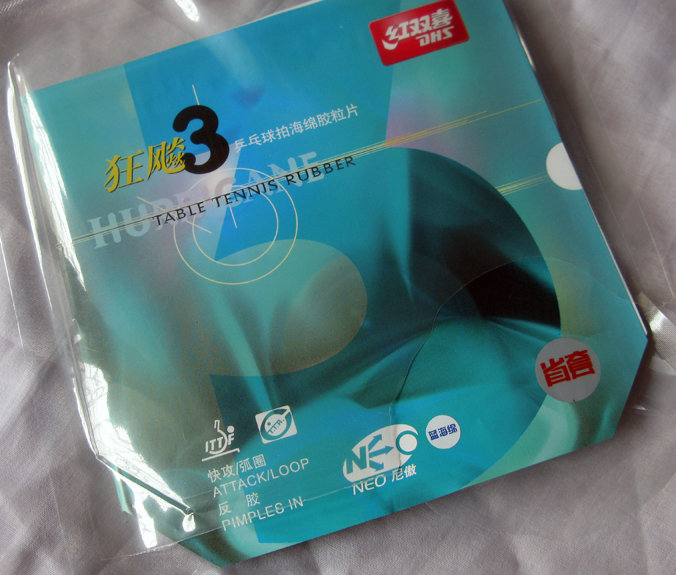 红双喜
DHS
狂飚3
乒乓球拍海绵胶粒片
HURRICANE
TABLE TENNIS RUBBER
省套
ITTF
快攻/弧圈
ATTACK/LOOP
反 胶
PIMPLES IN
NEO
蓝海绵
NEO 尼傲